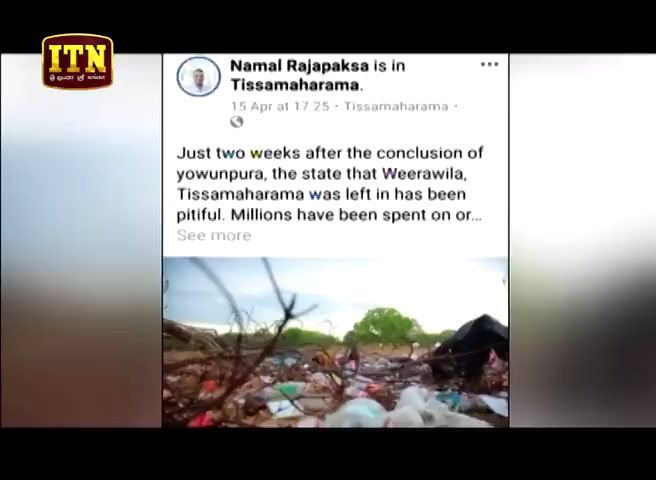 ITN
ශ්‍රී ලංකා ශ්‍රී ලංකා
Namal Rajapaksa is in
Tissamaharama.
15 Apr at 17:25 · Tissamaharama ·
Just two weeks after the conclusion of
yowunpura, the state that Weerawila,
Tissamaharama was left in has been
pitiful. Millions have been spent on or...
See more